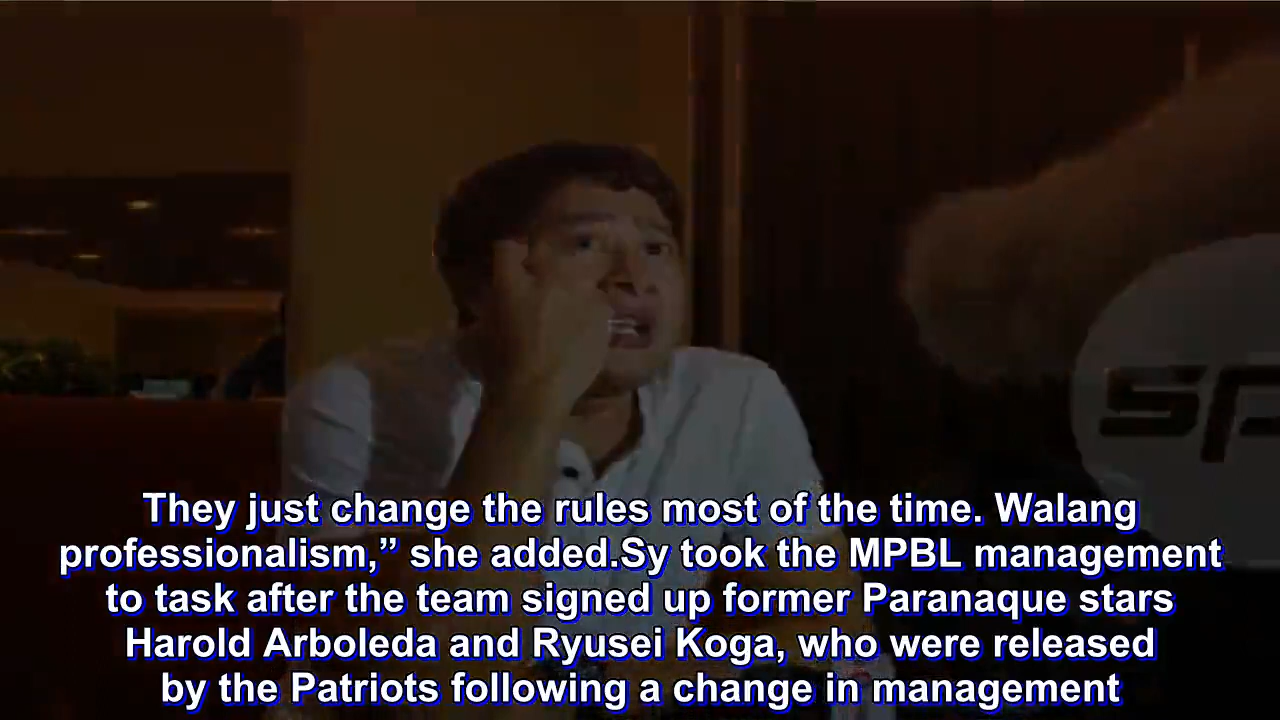 SP
They just change the rules most of the time. Walang
professionalism,” she added.Sy took the MPBL management
to task after the team signed up former Paranaque stars
Harold Arboleda and Ryusei Koga, who were released
by the Patriots following a change in management